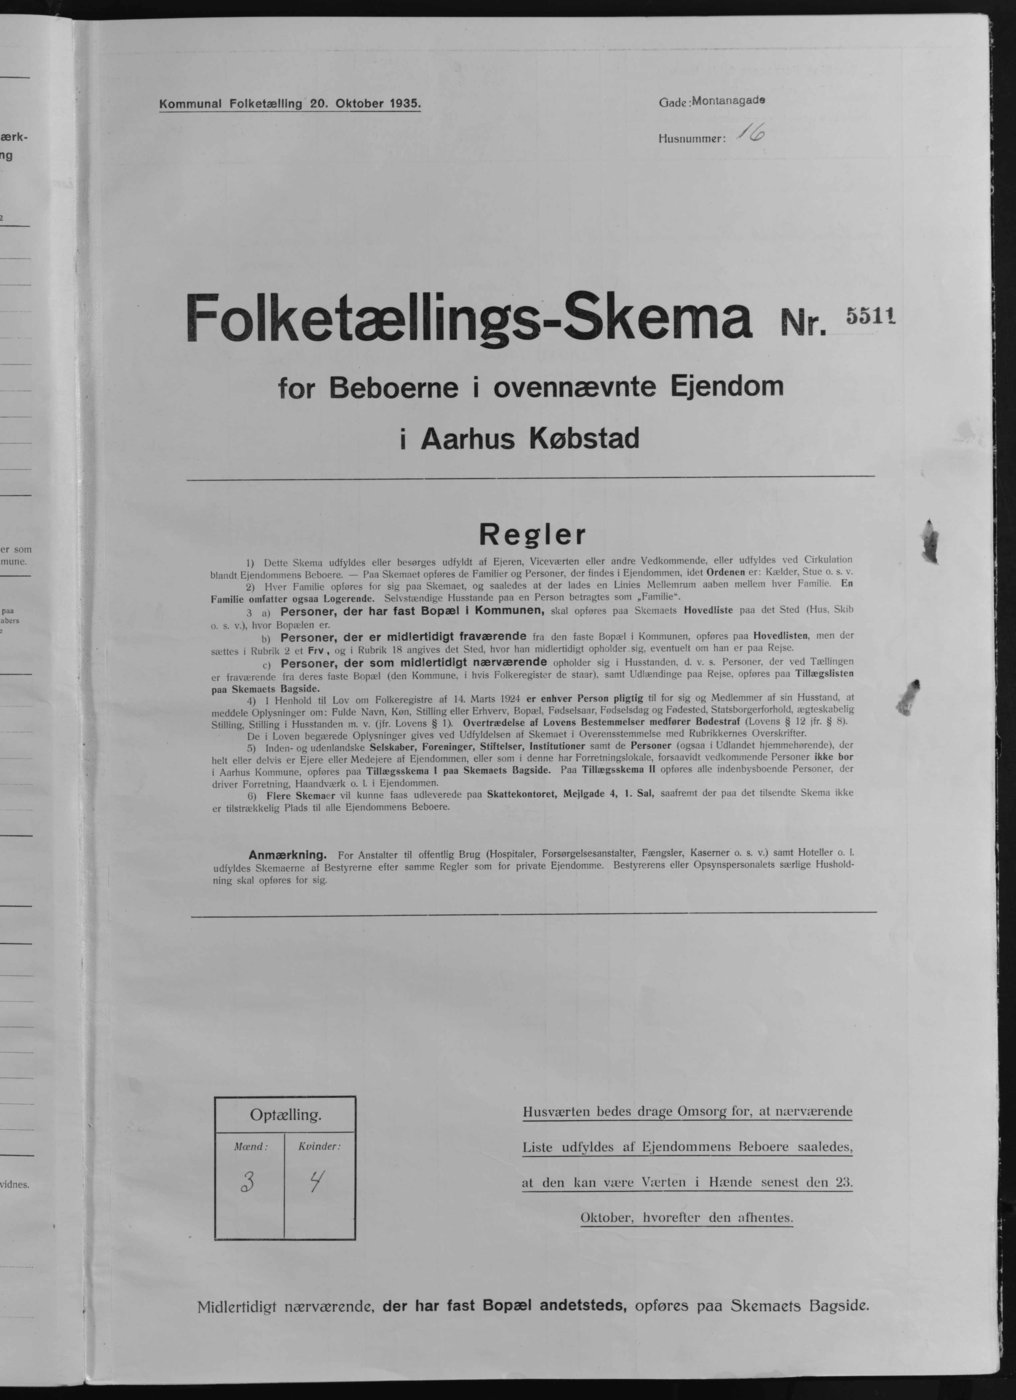 Kommunal Folketælling 20. Oktober 1935.
Gade: Montanagade
Husnummer: 16
Folketællings-Skema Nr. 5511
for Beboerne i ovennævnte Ejendom
i Aarhus Købstad
Regler
1) Dette Skema udfyldes eller besørges udfyldt af Ejeren, Viceværten eller andre Vedkommende, eller udfyldes ved Cirkulation
blandt Ejendommens Beboere. — Paa Skemaet opføres de Familier og Personer, der findes i Ejendommen, idet Ordenen er: Kælder, Stue o. s. v.
2) Hver Familie opføres for sig paa Skemaet, og saaledes at der lades en Linies Mellemrum aaben mellem hver Familie. En
Familie omfatter ogsaa Logerende. Selvstændige Husstande paa en Person betragtes som „Familie“.
3 a) Personer, der har fast Bopæl i Kommunen, skal opføres paa Skemaets Hovedliste paa det Sted (Hus, Skib
o. s. v.), hvor Bopælen er.
b) Personer, der er midlertidigt fraværende fra den faste Bopæl i Kommunen, opføres paa Hovedlisten, men der
sættes i Rubrik 2 et Frv, og i Rubrik 18 angives det Sted, hvor han midlertidigt opholder sig, eventuelt om han er paa Rejse.
c) Personer, der som midlertidigt nærværende opholder sig i Husstanden, d. v. s. Personer, der ved Tællingen
er fraværende fra deres faste Bopæl (den Kommune, i hvis Folkeregister de staar), samt Udlændinge paa Rejse, opføres paa Tillægslisten
paa Skemaets Bagside.
4) I Henhold til Lov om Folkeregistre af 14. Marts 1924 er enhver Person pligtig til for sig og Medlemmer af sin Husstand, at
meddele Oplysninger om: Fulde Navn, Køn, Stilling eller Erhverv, Bopæl, Fødselsaar, Fødselsdag og Fødested, Statsborgerforhold, ægteskabelig
Stilling, Stilling i Husstanden m. v. (jfr. Lovens § 1). Overtrædelse af Lovens Bestemmelser medfører Bødestraf (Lovens § 12 jfr. § 8).
De i Loven begærede Oplysninger gives ved Udfyldelsen af Skemaet i Overensstemmelse med Rubrikkernes Overskrifter.
5) Inden- og udenlandske Selskaber, Foreninger, Stiftelser, Institutioner samt de Personer (ogsaa i Udlandet hjemmehørende), der
helt eller delvis er Ejere eller Medejere af Ejendommen, eller som i denne har Forretningslokale, forsaavidt vedkommende Personer ikke bor
i Aarhus Kommune, opføres paa Tillægsskema I paa Skemaets Bagside. Paa Tillægsskema II opføres alle indenbysboende Personer, der
driver Forretning, Haandværk o. l. i Ejendommen.
6) Flere Skemaer vil kunne faas udleverede paa Skattekontoret, Mejlgade 4, 1. Sal, saafremt der paa det tilsendte Skema ikke
er tilstrækkelig Plads til alle Ejendommens Beboere.
Anmærkning. For Anstalter til offentlig Brug (Hospitaler, Forsørgelsesanstalter, Fængsler, Kaserner o. s. v.) samt Hoteller o. l.
udfyldes Skemaerne af Bestyrerne efter samme Regler som for private Ejendomme. Bestyrerens eller Opsynspersonalets særlige Hushold-
ning skal opføres for sig.
Optælling.
Mænd: Kvinder:
3 4
Husværten bedes drage Omsorg for, at nærværende
Liste udfyldes af Ejendommens Beboere saaledes,
at den kan være Værten i Hænde senest den 23.
Oktober, hvorefter den afhentes.
Midlertidigt nærværende, der har fast Bopæl andetsteds, opføres paa Skemaets Bagside.